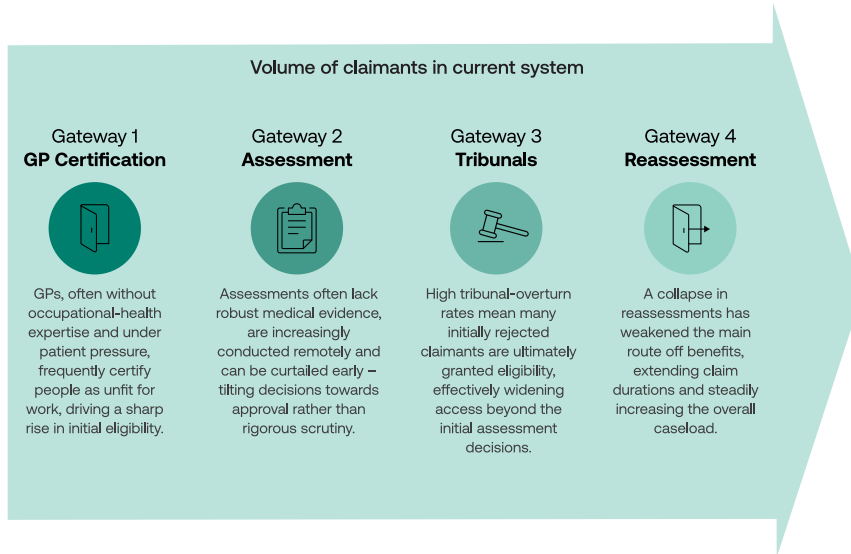 Volume of claimants in current system
Gateway 1
GP Certification
GPs, often without
occupational-health
expertise and under
patient pressure,
frequently certify
people as unfit for
work, driving a sharp
rise in initial eligibility.
Gateway 2
Assessment
Assessments often lack
robust medical evidence,
are increasingly
conducted remotely and
can be curtailed early –
tilting decisions towards
approval rather than
rigorous scrutiny.
Gateway 3
Tribunals
High tribunal-overturn
rates mean many
initially rejected
claimants are ultimately
granted eligibility,
effectively widening
access beyond the
initial assessment
decisions.
Gateway 4
Reassessment
A collapse in
reassessments has
weakened the main
route off benefits,
extending claim
durations and steadily
increasing the overall
caseload.